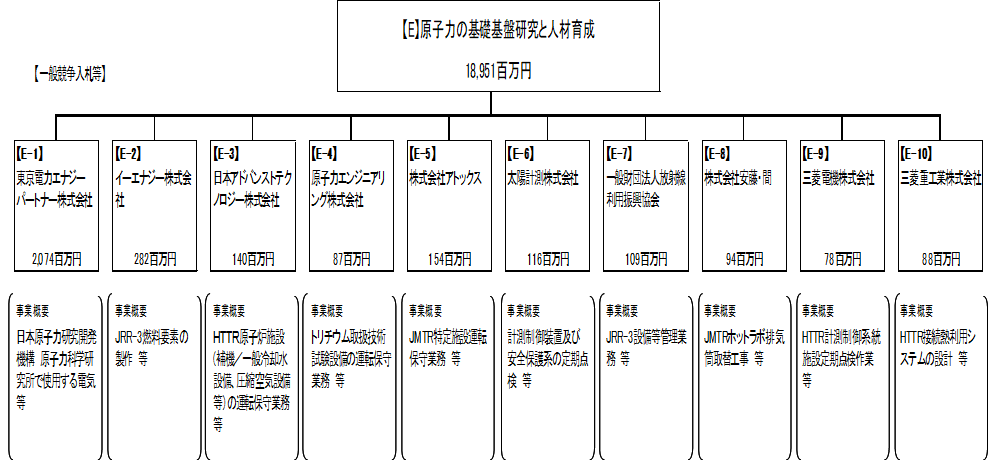 【E】原子力の基礎基盤研究と人材育成
18,951百万円
【一般競争入札等】
【E-1】
東京電力エナジー
パートナー株式会社
2,074百万円
【E-2】
イーエナジー株式会
社
282百万円
【E-3】
日本アドバンストテク
ノロジー株式会社
140百万円
【E-4】
原子力エンジニアリ
ング株式会社
87百万円
【E-5】
株式会社アトックス
154百万円
【E-6】
太陽計測株式会社
116百万円
【E-7】
一般財団法人放射線
利用振興協会
109百万円
【E-8】
株式会社安藤・間
94百万円
【E-9】
三菱電機株式会社
78百万円
【E-10】
三菱重工業株式会社
88百万円
事業概要
日本原子力研究開発
機構 原子力科学研
究所で使用する電気
等
事業概要
JRR-3燃料要素の
製作 等
事業概要
HTTR原子炉施設
(補機/一般冷却水
設備、圧縮空気設備
等)の運転保守業務
等
事業概要
トリチウム取扱技術
試験設備の運転保守
業務 等
事業概要
JMTR特定施設運転
保守業務 等
事業概要
計測制御装置及び
安全保護系の定期点
検 等
事業概要
JRR-3設備等管理業
務 等
事業概要
JMTRホットラボ排気
筒取替工事 等
事業概要
HTTR計測制御系統
施設定期点検作業
等
事業概要
HTTR接続熱利用シ
ステムの設計 等